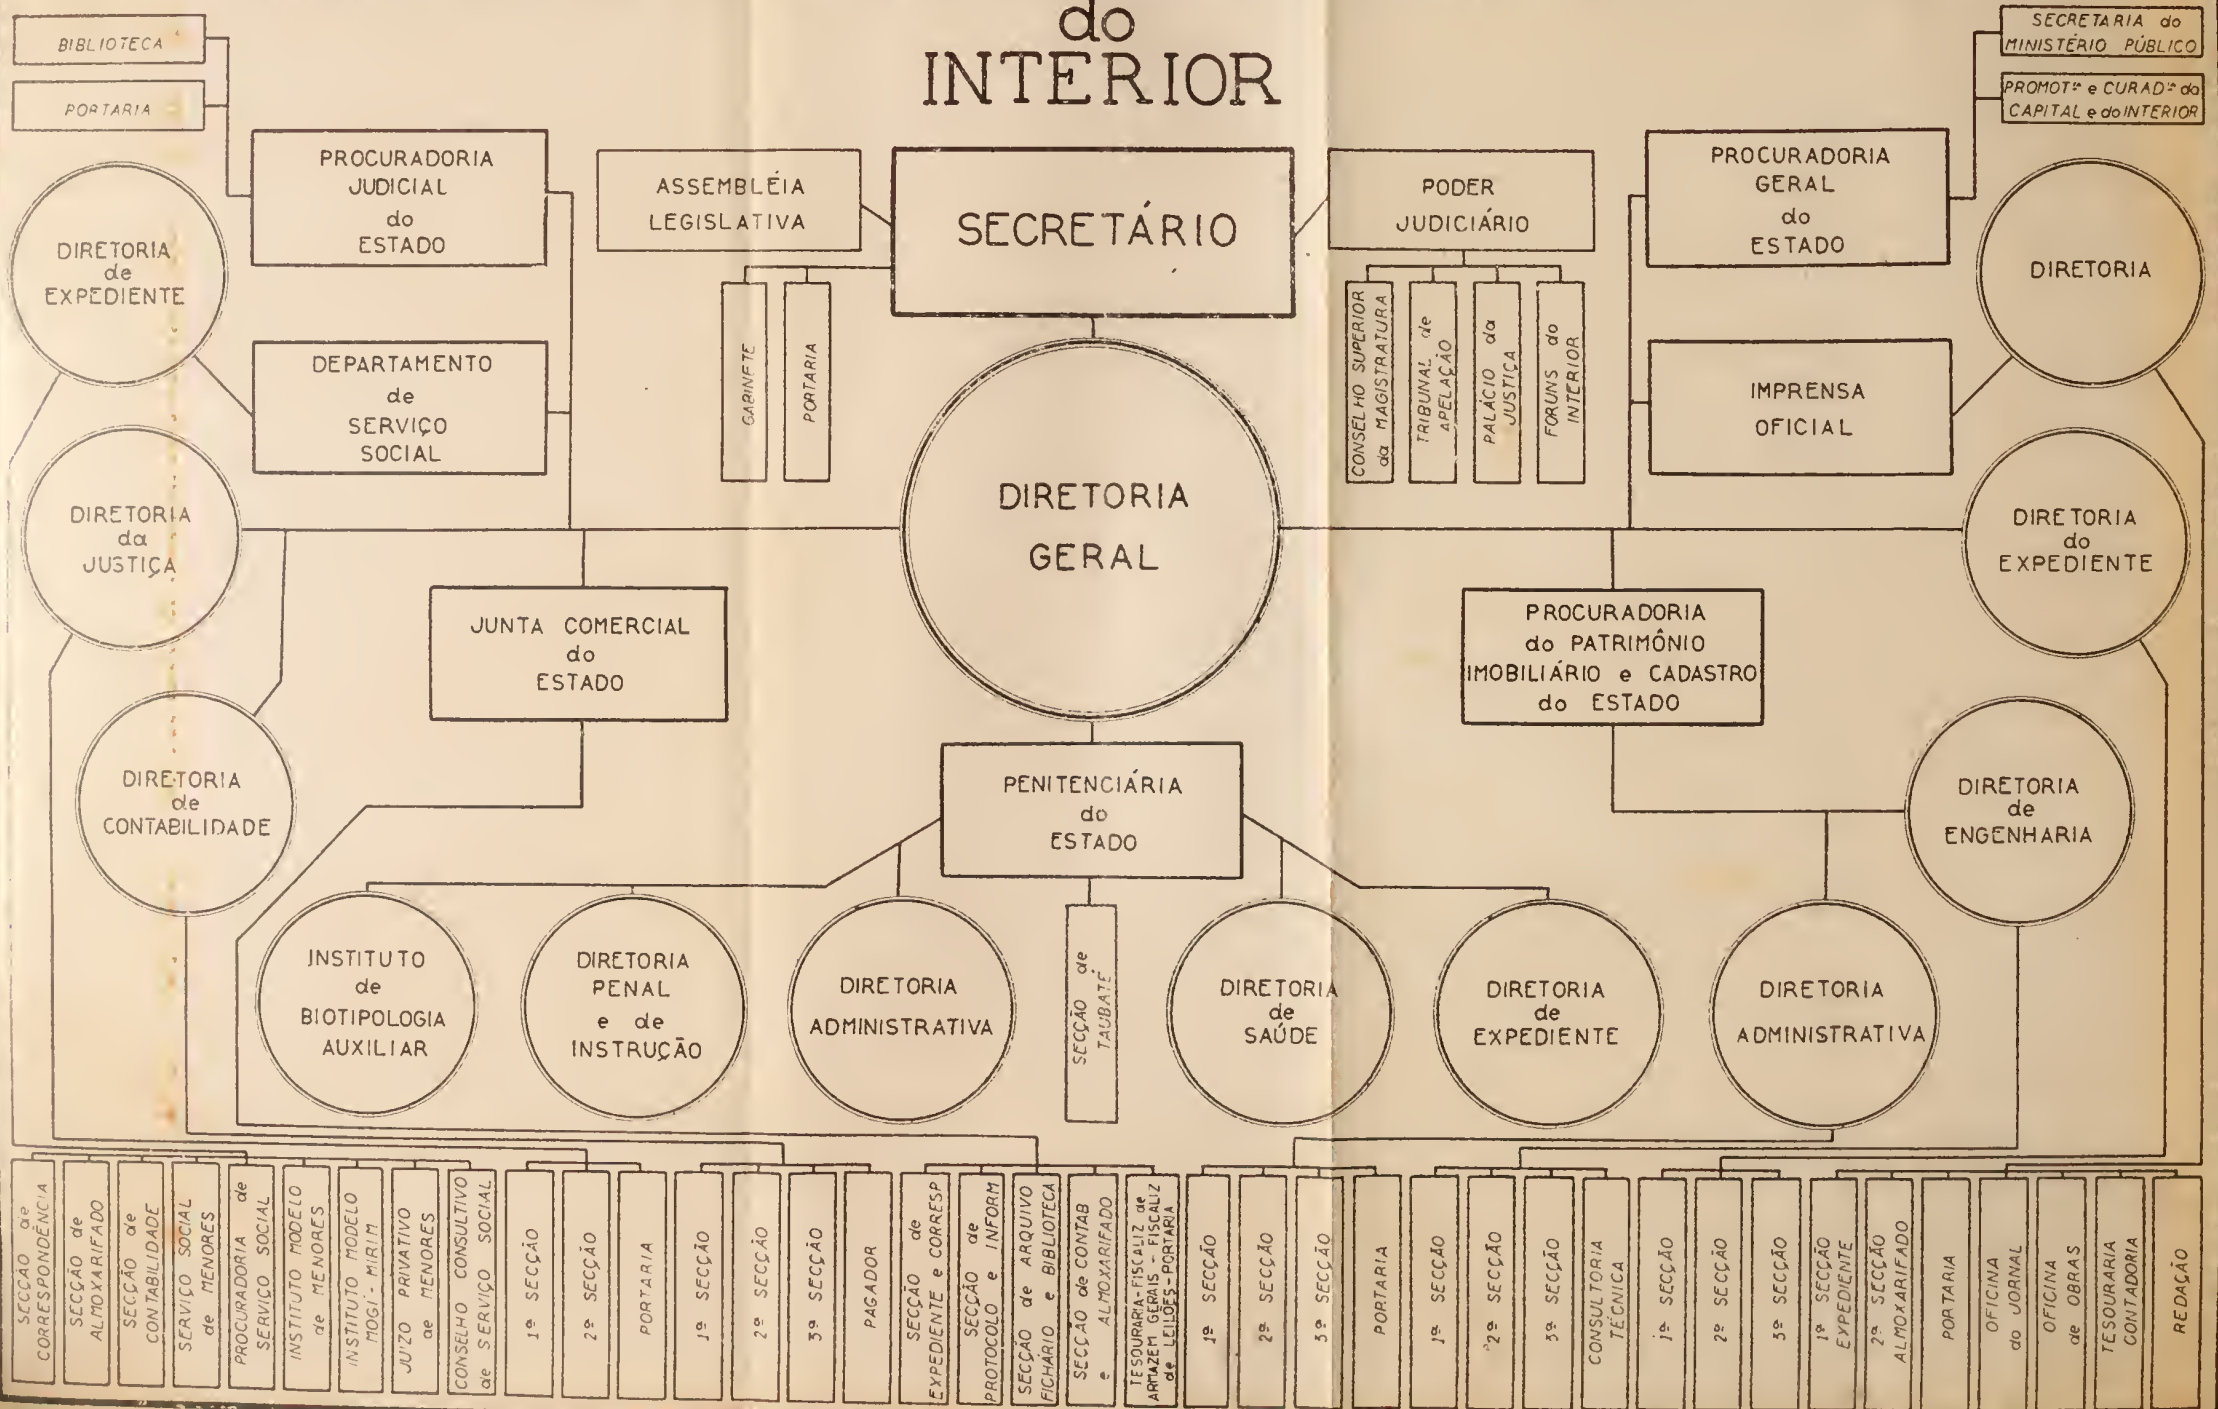 do
INTERIOR
BIBLIOTECA
PORTARIA
SECRETARIA do
MINISTÉRIO PÚBLICO
PROMOT.as e CURAD.as da
CAPITAL e do INTERIOR
PROCURADORIA
JUDICIAL
do
ESTADO
ASSEMBLÉIA
LEGISLATIVA
SECRETÁRIO
PODER
JUDICIÁRIO
PROCURADORIA
GERAL
do
ESTADO
DIRETORIA
de
EXPEDIENTE
DIRETORIA
DEPARTAMENTO
de
SERVIÇO
SOCIAL
GABINETE
PORTARIA
CONSELHO SUPERIOR
da MAGISTRATURA
TRIBUNAL de
APELAÇÃO
PALÁCIO da
JUSTIÇA
FORUNS do
INTERIOR
IMPRENSA
OFICIAL
DIRETORIA
da
JUSTIÇA
DIRETORIA
GERAL
DIRETORIA
do
EXPEDIENTE
JUNTA COMERCIAL
do
ESTADO
PROCURADORIA
do PATRIMÔNIO
IMOBILIÁRIO e CADASTRO
do ESTADO
DIRETORIA
de
CONTABILIDADE
PENITENCIÁRIA
do
ESTADO
DIRETORIA
de
ENGENHARIA
INSTITUTO
de
BIOTIPOLOGIA
AUXILIAR
DIRETORIA
PENAL
e de
INSTRUÇÃO
DIRETORIA
ADMINISTRATIVA
SECÇÃO de
TAUBATÉ
DIRETORIA
de
SAÚDE
DIRETORIA
de
EXPEDIENTE
DIRETORIA
ADMINISTRATIVA
SECÇÃO de
CORRESPONDÊNCIA
SECÇÃO de
ALMOXARIFADO
SECÇÃO de
CONTABILIDADE
SERVIÇO SOCIAL
de MENORES
PROCURADORIA de
SERVIÇO SOCIAL
INSTITUTO MODELO
de MENORES
INSTITUTO MODELO
MOGÍ-MIRIM
JUÍZO PRIVATIVO
de MENORES
CONSELHO CONSULTIVO
de SERVIÇO SOCIAL
1ª SECÇÃO
2ª SECÇÃO
PORTARIA
1ª SECÇÃO
2ª SECÇÃO
3ª SECÇÃO
PAGADOR
SECÇÃO de
EXPEDIENTE e CORRESP
SECÇÃO de
PROTOCOLO e INFORM
SECÇÃO de ARQUIVO
FICHÁRIO e BIBLIOTECA
SECÇÃO de CONTAB
e ALMOXARIFADO
TESOURARIA-FISCALIZ de
ARMAZEM GERAIS - FISCALIZ
de LEILÕES-PORTARIA
1ª SECÇÃO
2ª SECÇÃO
3ª SECÇÃO
PORTARIA
1ª SECÇÃO
2ª SECÇÃO
3ª SECÇÃO
CONSULTORIA
TÉCNICA
1ª SECÇÃO
2ª SECÇÃO
3ª SECÇÃO
1ª SECÇÃO
EXPEDIENTE
2ª SECÇÃO
ALMOXARIFADO
PORTARIA
OFICINA
do JORNAL
OFICINA
de OBRAS
TESOURARIA
CONTADORIA
REDAÇÃO